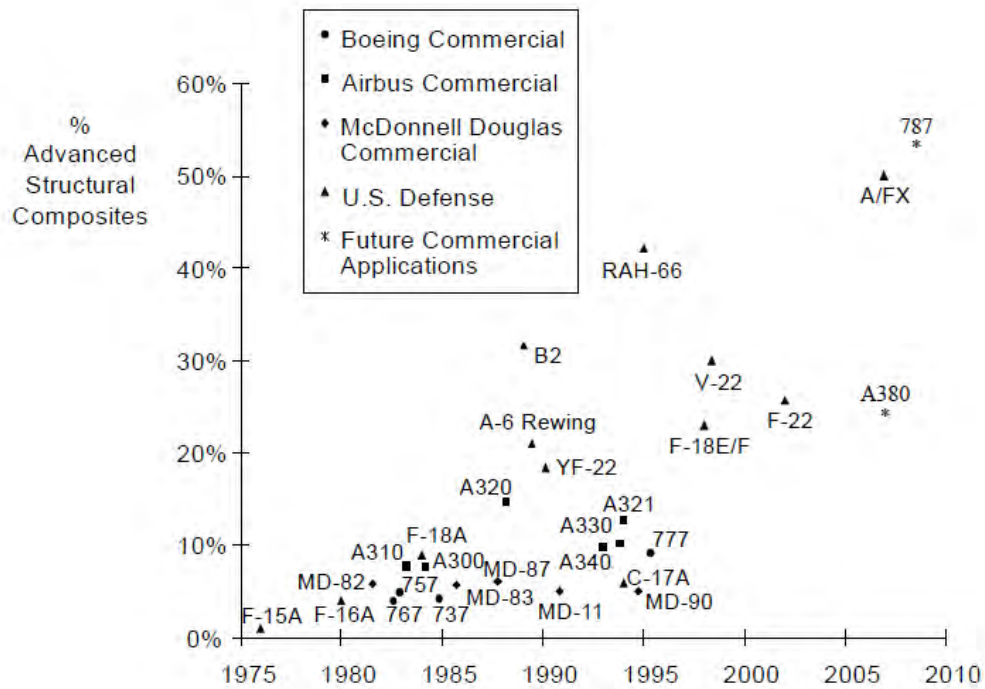 Boeing Commercial
Airbus Commercial
McDonnell Douglas
Commercial
U.S. Defense
* Future Commercial
Applications
%
Advanced
Structural
Composites
60%
50%
40%
30%
20%
10%
0%
787
*
A/FX
RAH-66
B2
V-22
A380
*
F-22
A-6 Rewing
F-18E/F
YF-22
A320
A321
A330
777
F-18A
A310
A300
A340
MD-87
C-17A
MD-82
757
MD-83
MD-11
MD-90
F-15A
F-16A
767
737
1975
1980
1985
1990
1995
2000
2005
2010